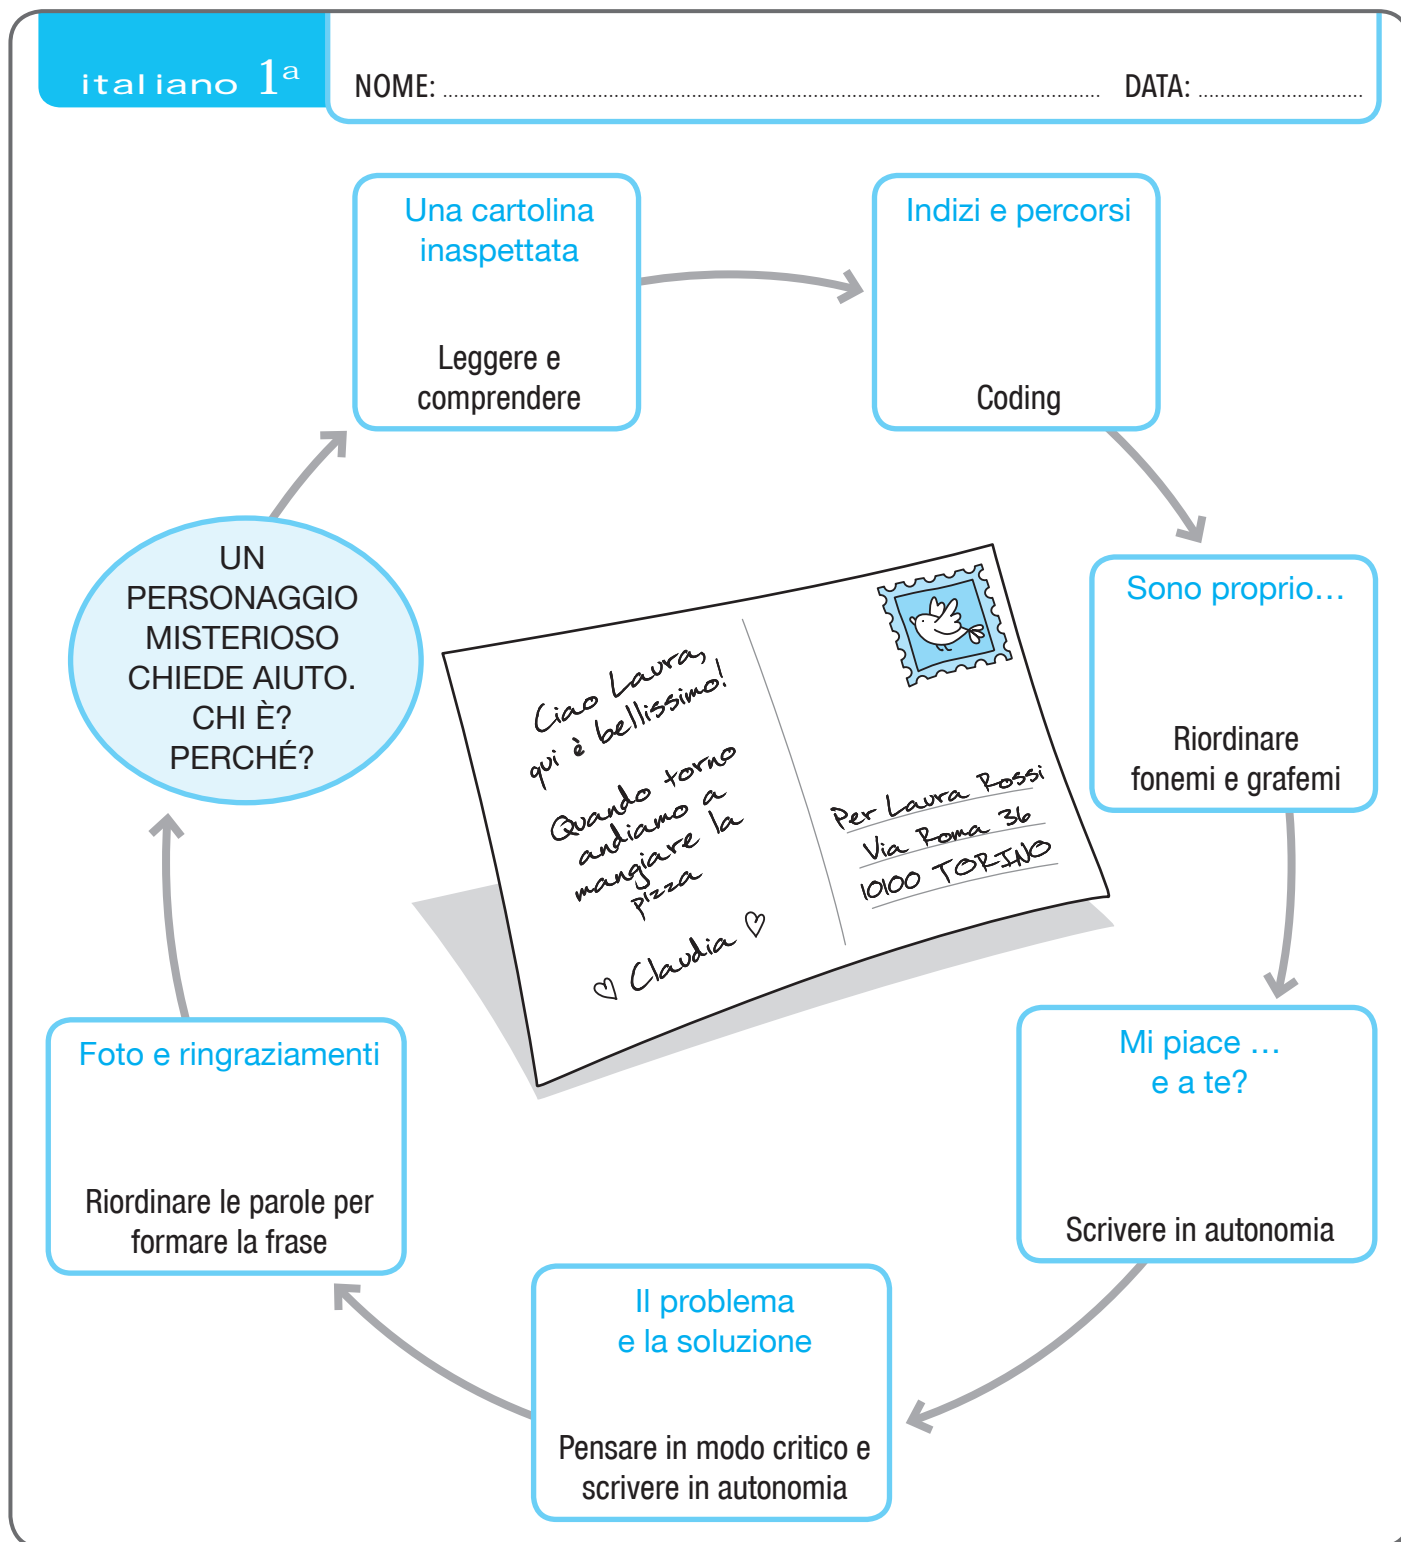 italiano 1ª
NOME: DATA:
Una cartolina
inaspettata
Leggere e
comprendere
Indizi e percorsi
Coding
UN
PERSONAGGIO
MISTERIOSO
CHIEDE AIUTO.
CHI È?
PERCHÉ?
Sono proprio…
Riordinare
fonemi e grafemi
Ciao Laura,
qui è bellissimo!
Quando torno
andiamo a
mangiare la
pizza
Claudia
Per Laura Rossi
Via Roma 36
10100 TORINO
Mi piace …
e a te?
Scrivere in autonomia
Il problema
e la soluzione
Pensare in modo critico e
scrivere in autonomia
Foto e ringraziamenti
Riordinare le parole per
formare la frase